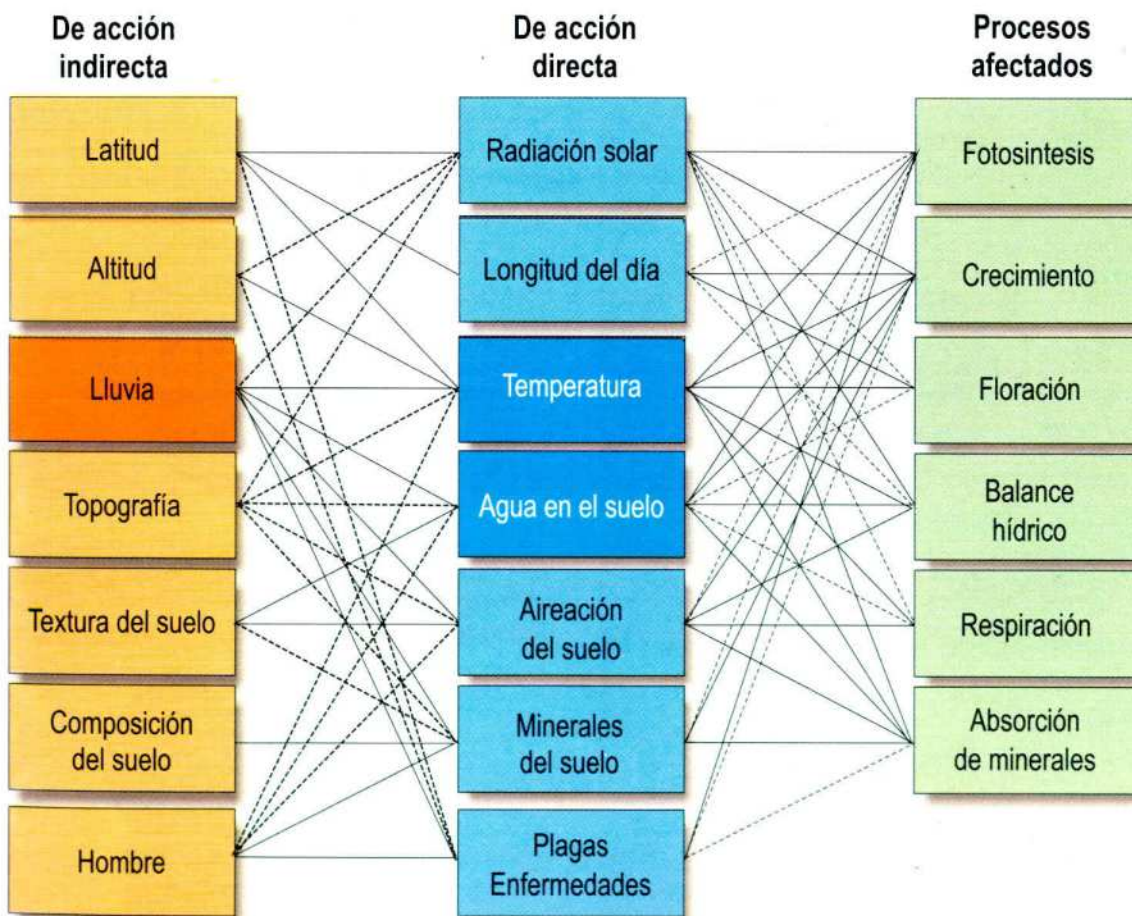 De acción
indirecta
De acción
directa
Procesos
afectados
Latitud
Radiación solar
Fotosintesis
Altitud
Longitud del día
Crecimiento
Lluvia
Temperatura
Floración
Topografía
Agua en el suelo
Balance
hídrico
Textura del suelo
Aireación
del suelo
Respiración
Composición
del suelo
Minerales
del suelo
Absorción
de minerales
Hombre
Plagas
Enfermedades